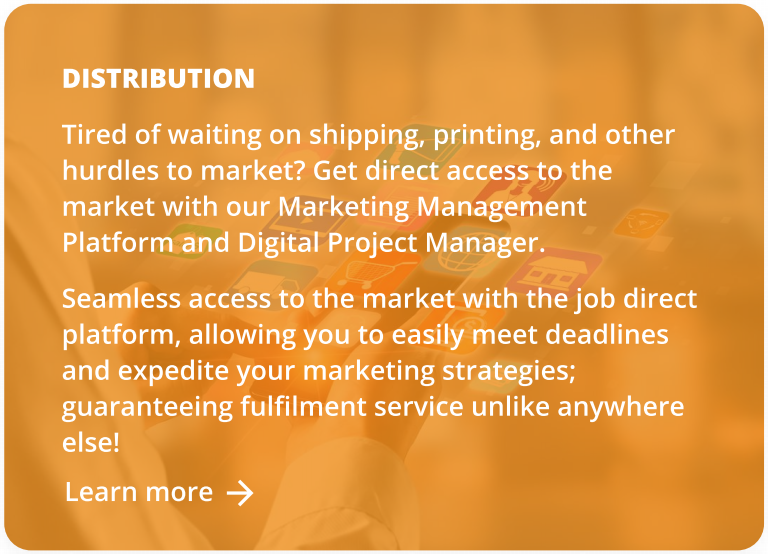 DISTRIBUTION
Tired of waiting on shipping, printing, and other
hurdles to market? Get direct access to the
market with our Marketing Management
Platform and Digital Project Manager.
Seamless access to the market with the job direct
platform, allowing you to easily meet deadlines
and expedite your marketing strategies;
guaranteeing fulfilment service unlike anywhere
else!
Learn more →